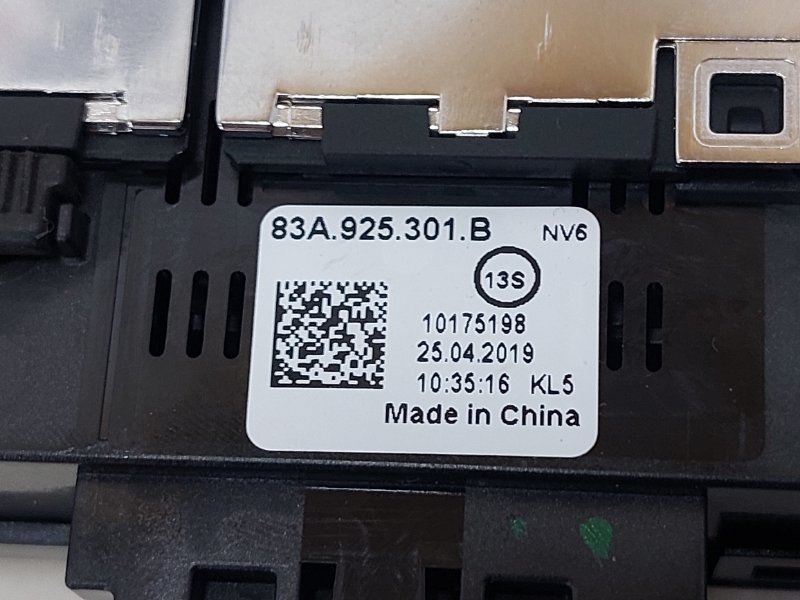 83A.925.301.B NV6
13S
10175198
25.04.2019
10:35:16 KL5
Made in China